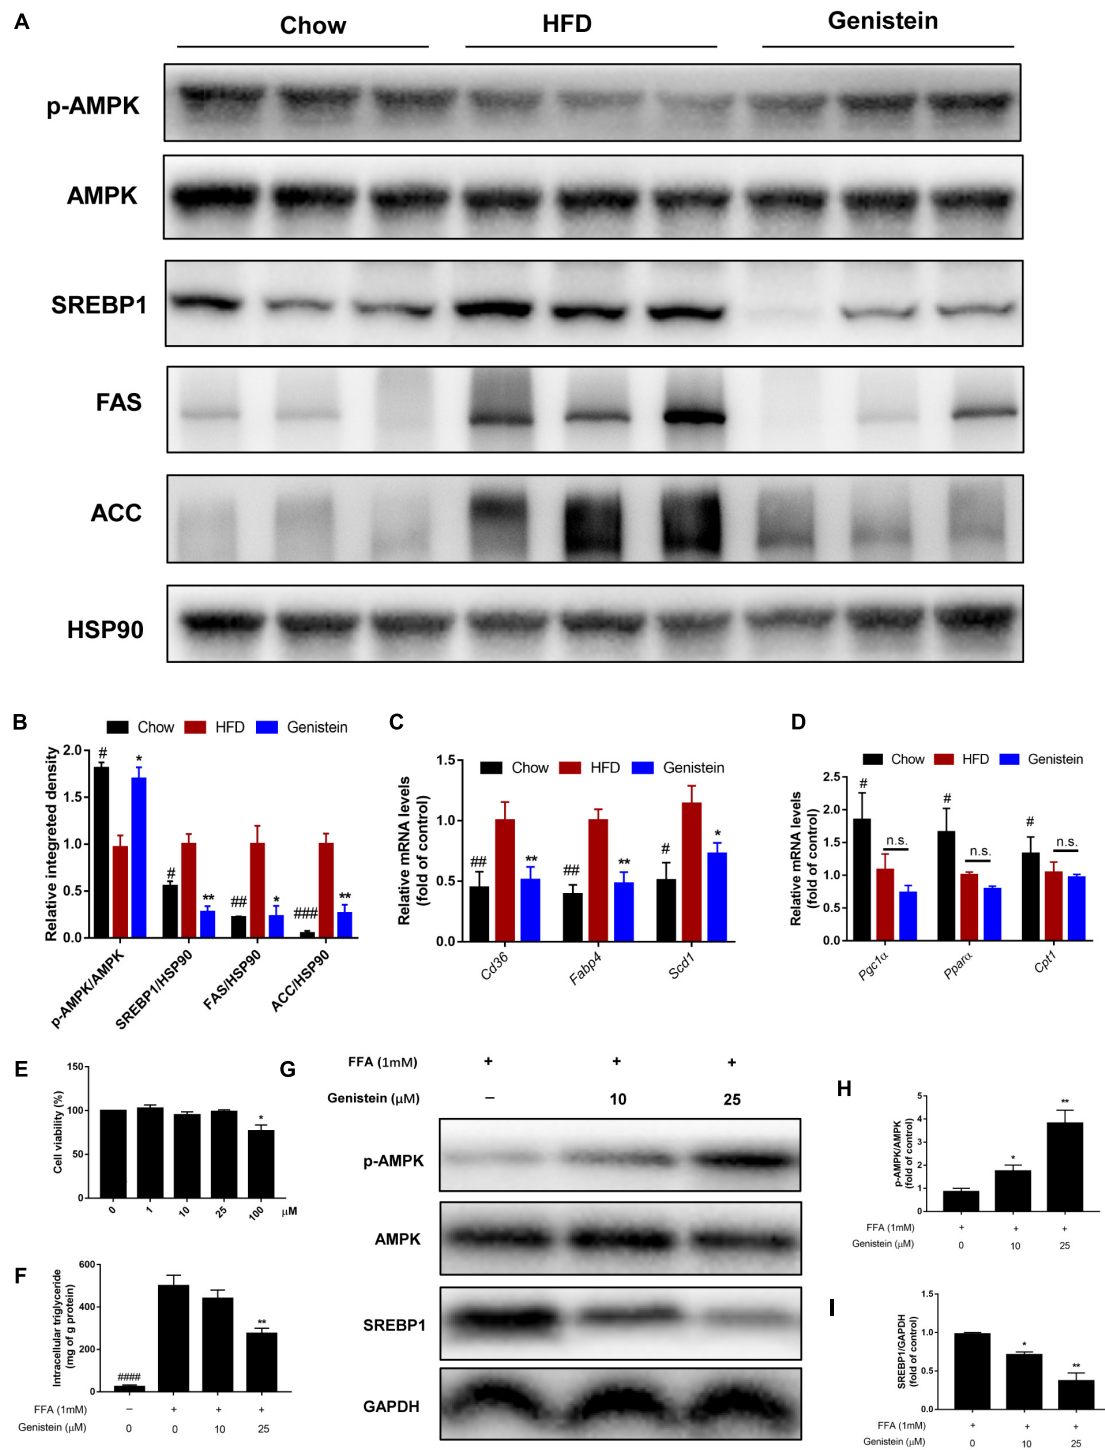 A
Chow
HFD
Genistein
p-AMPK
AMPK
SREBP1
FAS
ACC
HSP90
B
Chow
HFD
Genistein
Relative integreted density
2.0
1.5
1.0
0.5
0.0
#
*
#
**
##
*
###
**
p-AMPK/AMPK
SREBP1/HSP90
FAS/HSP90
ACC/HSP90
C
Chow
HFD
Genistein
Relative mRNA levels
(fold of control)
1.5
1.0
0.5
0.0
##
**
##
**
#
*
Cd36
Fabp4
Scd1
D
Chow
HFD
Genistein
Relative mRNA levels
(fold of control)
2.5
2.0
1.5
1.0
0.5
0.0
#
n.s.
#
n.s.
#
n.s.
Pgc1α
Pparα
Cpt1
E
Cell viability (%)
150
100
50
0
*
0 1 10 25 100 μM
F
Intracellular triglyceride
(mg of g protein)
600
400
200
0
####
**
FFA (1mM) − + + +
Genistein (μM) 0 0 10 25
G
FFA (1mM) + + +
Genistein (μM) − 10 25
p-AMPK
AMPK
SREBP1
GAPDH
H
p-AMPK/AMPK
(fold of control)
5
4
3
2
1
0
*
**
FFA (1mM) + + +
Genistein (μM) 0 10 25
I
SREBP1/GAPDH
(fold of control)
1.5
1.0
0.5
0.0
*
**
FFA (1mM) + + +
Genistein (μM) 0 10 25